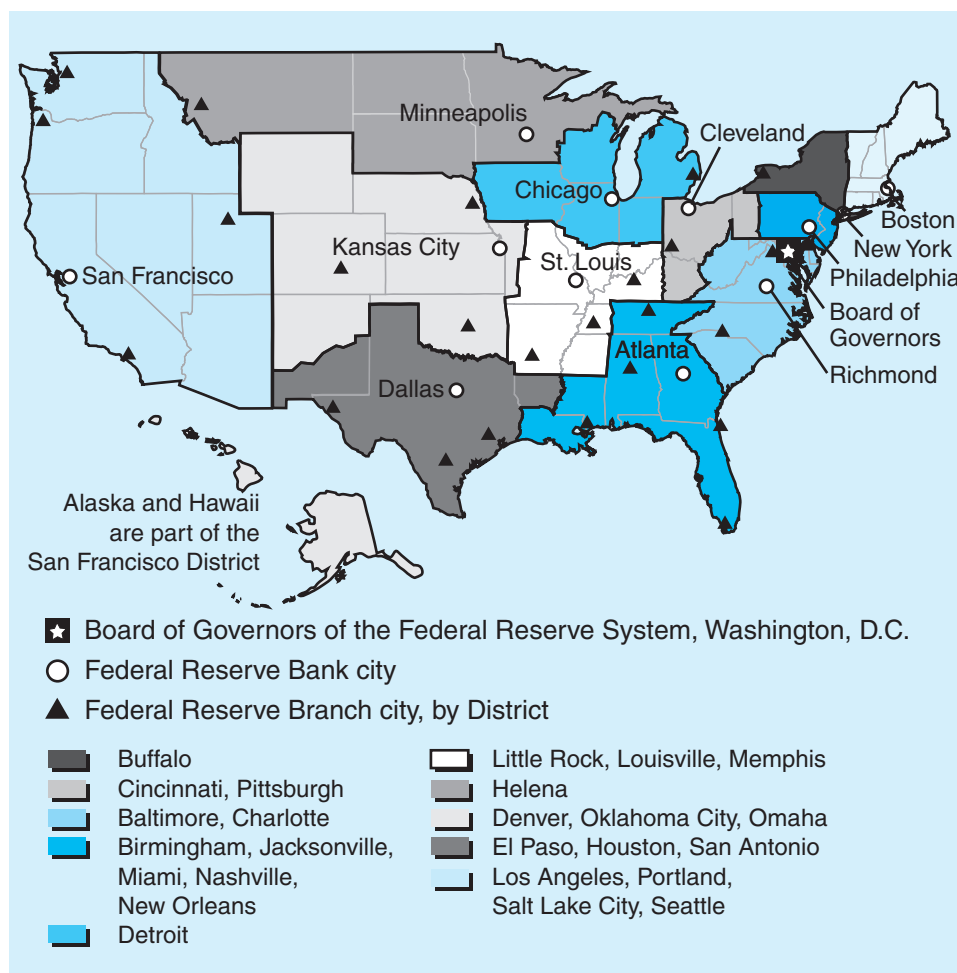 Minneapolis
Cleveland
Chicago
Boston
New York
Kansas City
St. Louis
San Francisco
Philadelphia
Board of
Governors
Atlanta
Richmond
Dallas
Alaska and Hawaii
are part of the
San Francisco District
Board of Governors of the Federal Reserve System, Washington, D.C.
Federal Reserve Bank city
Federal Reserve Branch city, by District
Buffalo
Cincinnati, Pittsburgh
Baltimore, Charlotte
Birmingham, Jacksonville,
Miami, Nashville,
New Orleans
Detroit
Little Rock, Louisville, Memphis
Helena
Denver, Oklahoma City, Omaha
El Paso, Houston, San Antonio
Los Angeles, Portland,
Salt Lake City, Seattle